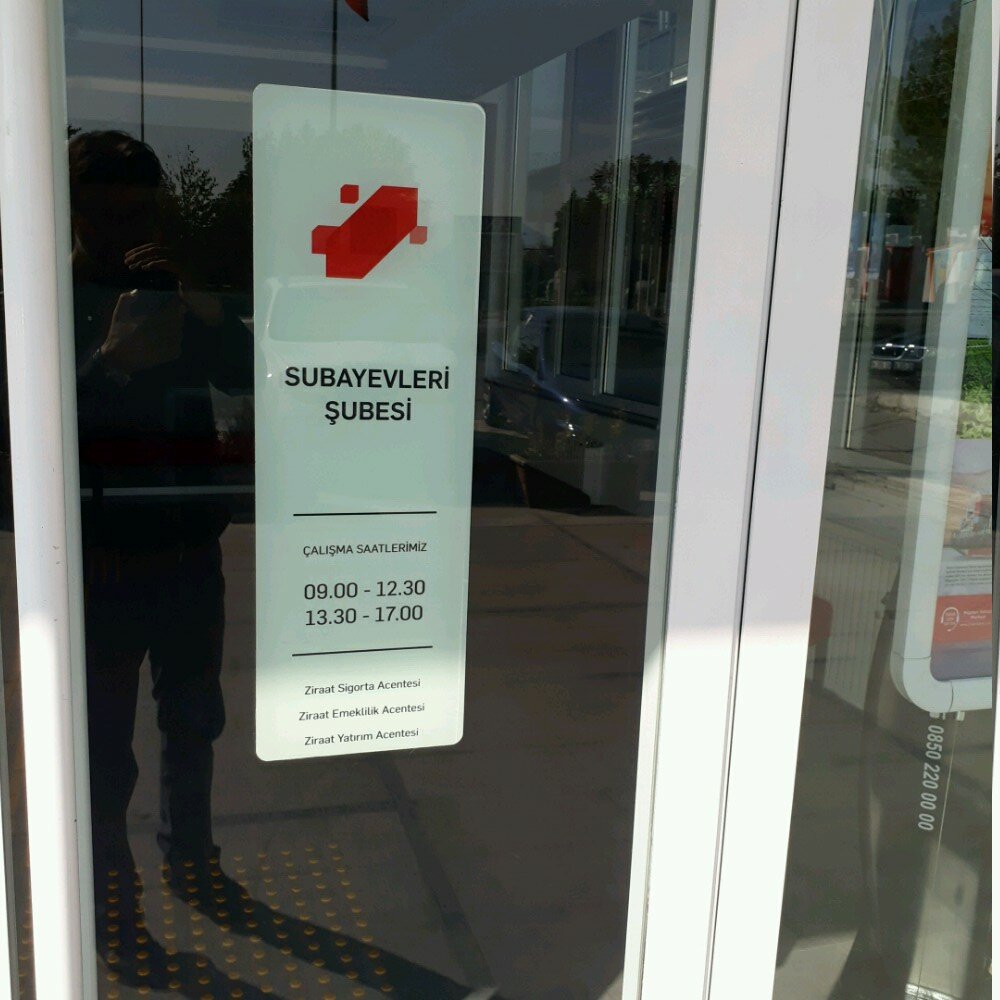 SUBAYEVLERİ
ŞUBESİ
ÇALIŞMA SAATLERİMİZ
09.00 - 12.30
13.30 - 17.00
Ziraat Sigorta Acentesi
Ziraat Emeklilik Acentesi
Ziraat Yatırım Acentesi
0850 220 00 00